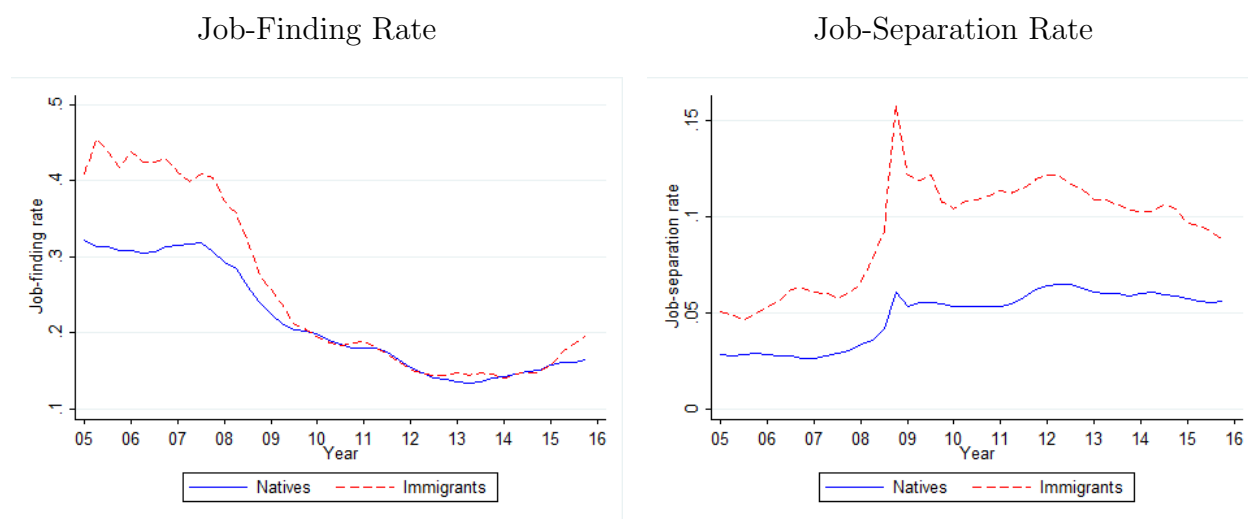 Job-Finding Rate
Job-finding rate
.5
.4
.3
.2
.1
05 06 07 08 09 10 11 12 13 14 15 16
Year
Natives Immigrants
Job-Separation Rate
Job-separation rate
.15
.1
.05
0
05 06 07 08 09 10 11 12 13 14 15 16
Year
Natives Immigrants